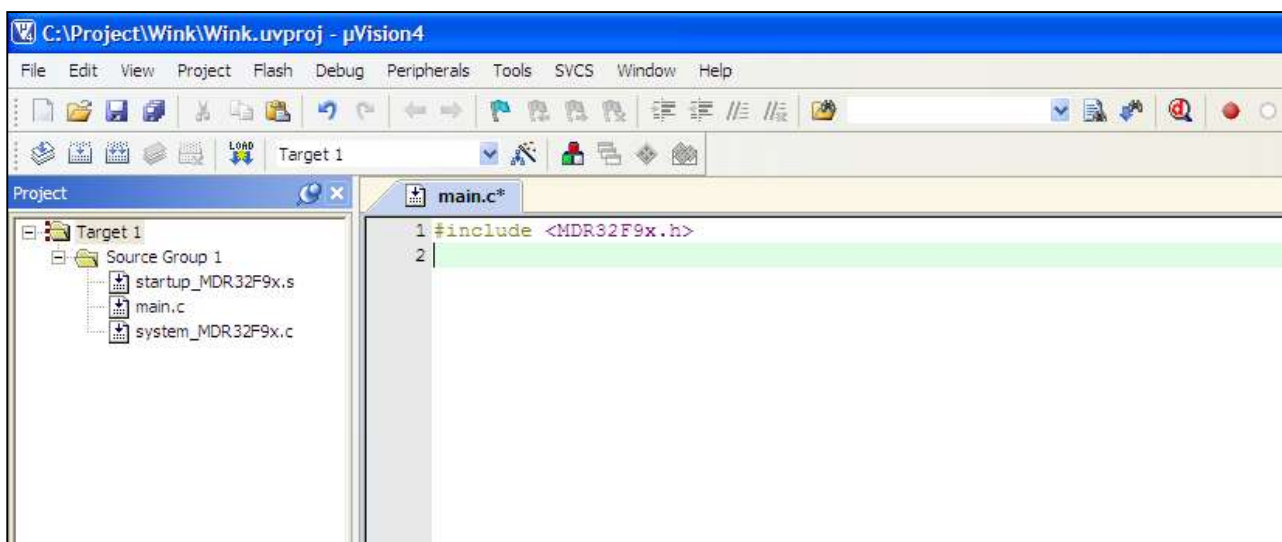 C:\Project\Wink\Wink.uvproj - µVision4
File Edit View Project Flash Debug Peripherals Tools SVCS Window Help
LOAD Target 1
Project
main.c*
Target 1
Source Group 1
startup_MDR32F9x.s
main.c
system_MDR32F9x.c
1 #include <MDR32F9x.h>
2